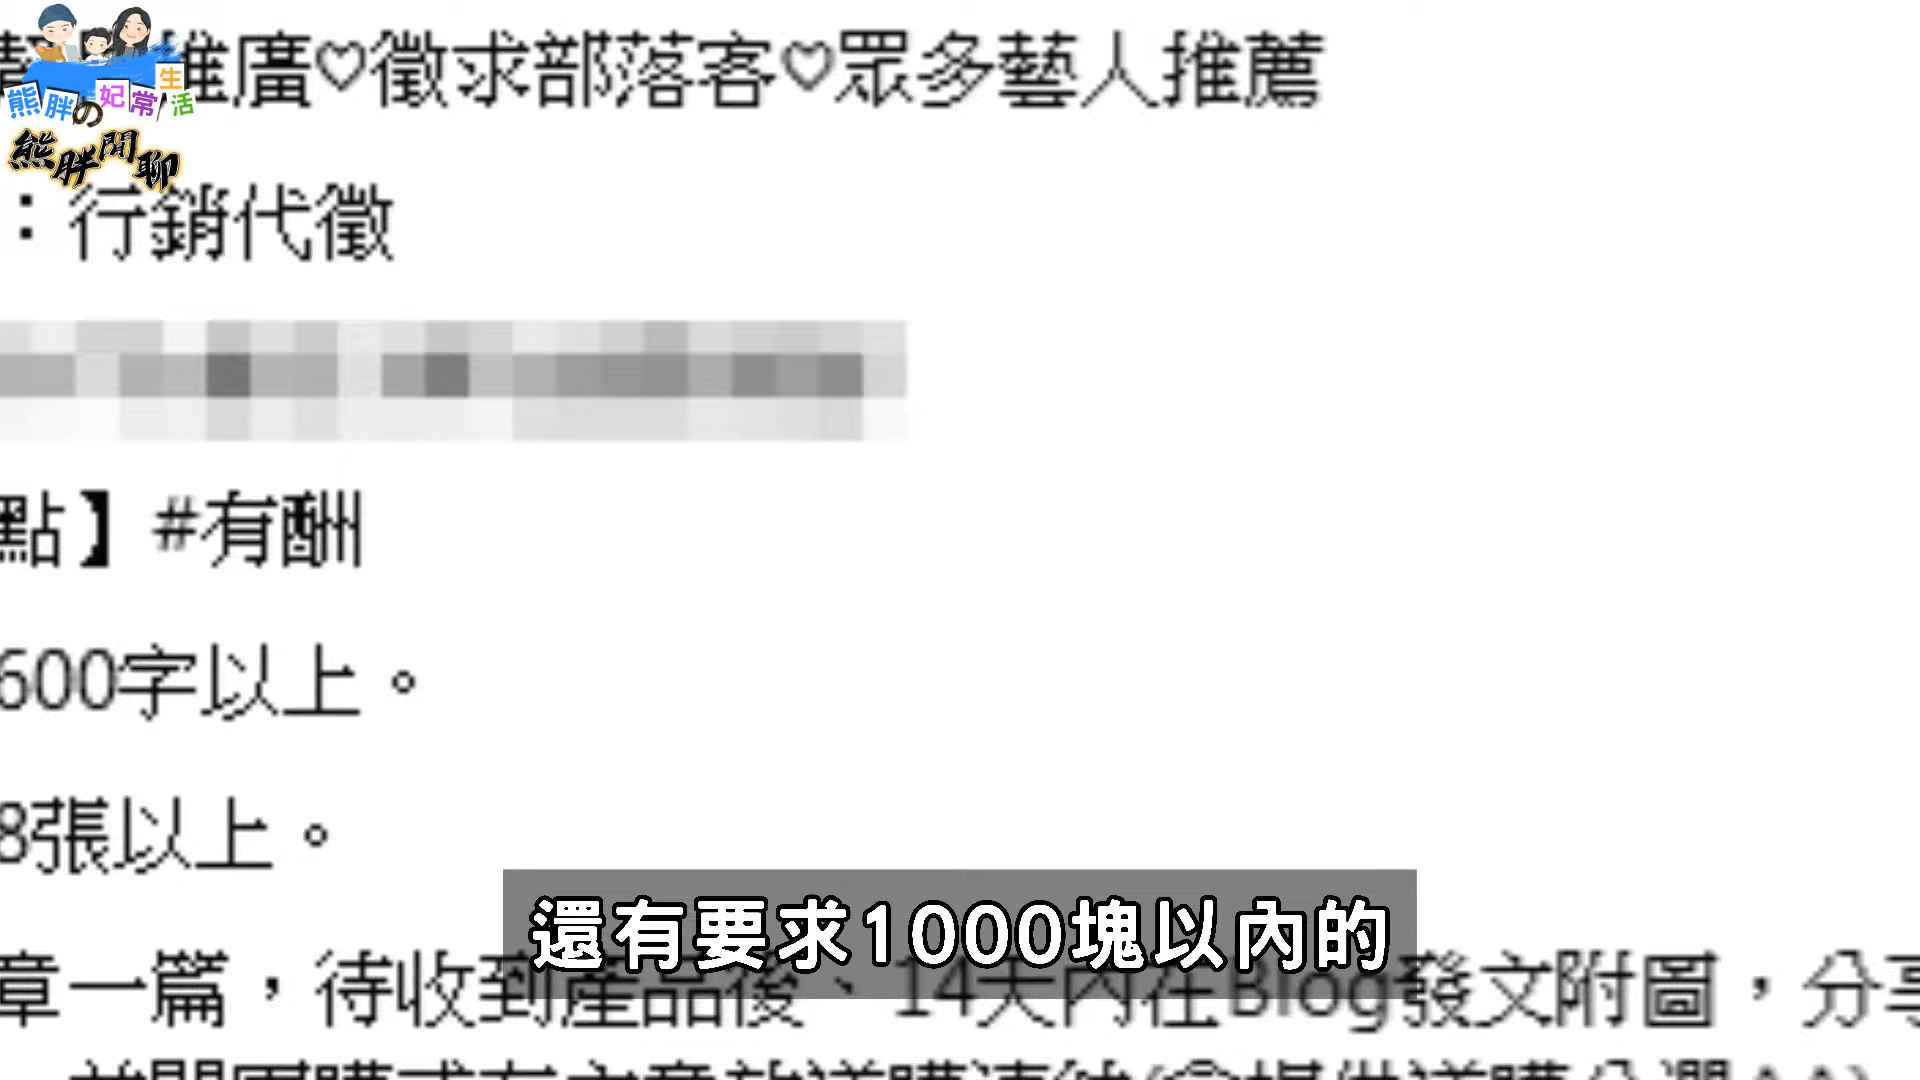 熊胖の妃常生活
熊胖閒聊
推廣♡徵求部落客♡眾多藝人推薦
：行銷代徵
點】#有酬
600字以上。
8張以上。
還有要求1000塊以內的
章一篇，待收到產品後、14天內在Blog發文附圖，分享